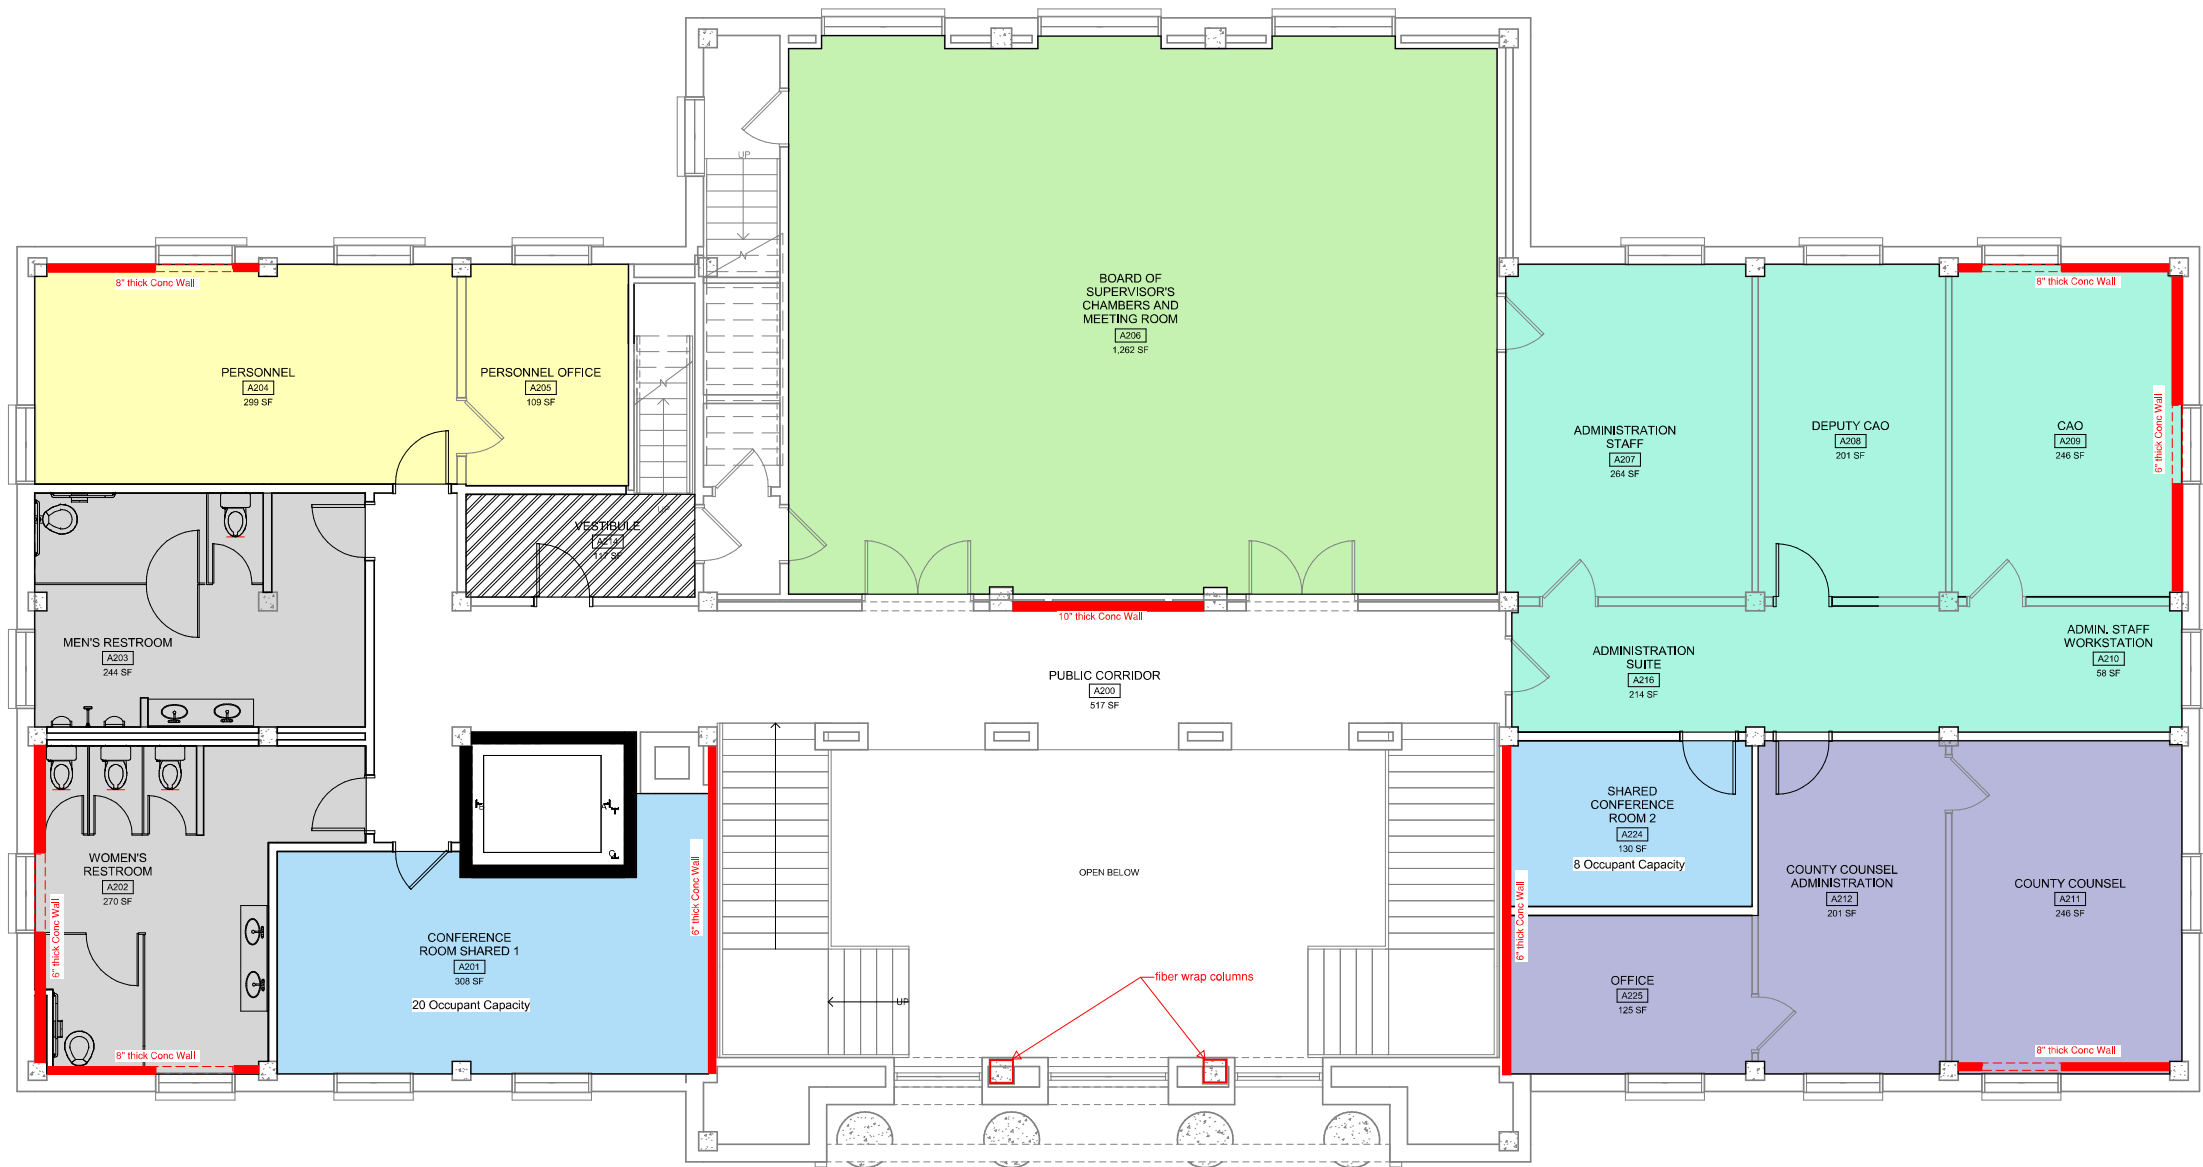 UP
8" thick Conc Wall
PERSONNEL
A204
299 SF
PERSONNEL OFFICE
A205
109 SF
BOARD OF
SUPERVISOR'S
CHAMBERS AND
MEETING ROOM
A206
1,262 SF
8" thick Conc Wall
ADMINISTRATION
STAFF
A207
264 SF
DEPUTY CAO
A208
201 SF
CAO
A209
246 SF
6" thick Conc Wall
VESTIBULE
A214
117 SF
UP
10" thick Conc Wall
MEN'S RESTROOM
A203
244 SF
PUBLIC CORRIDOR
A200
517 SF
ADMINISTRATION
SUITE
A216
214 SF
ADMIN. STAFF
WORKSTATION
A210
58 SF
WOMEN'S
RESTROOM
A202
270 SF
6" thick Conc Wall
8" thick Conc Wall
CONFERENCE
ROOM SHARED 1
A201
308 SF
20 Occupant Capacity
6" thick Conc Wall
OPEN BELOW
UP
fiber wrap columns
SHARED
CONFERENCE
ROOM 2
A224
130 SF
8 Occupant Capacity
6" thick Conc Wall
OFFICE
A225
125 SF
COUNTY COUNSEL
ADMINISTRATION
A212
201 SF
COUNTY COUNSEL
A211
246 SF
8" thick Conc Wall